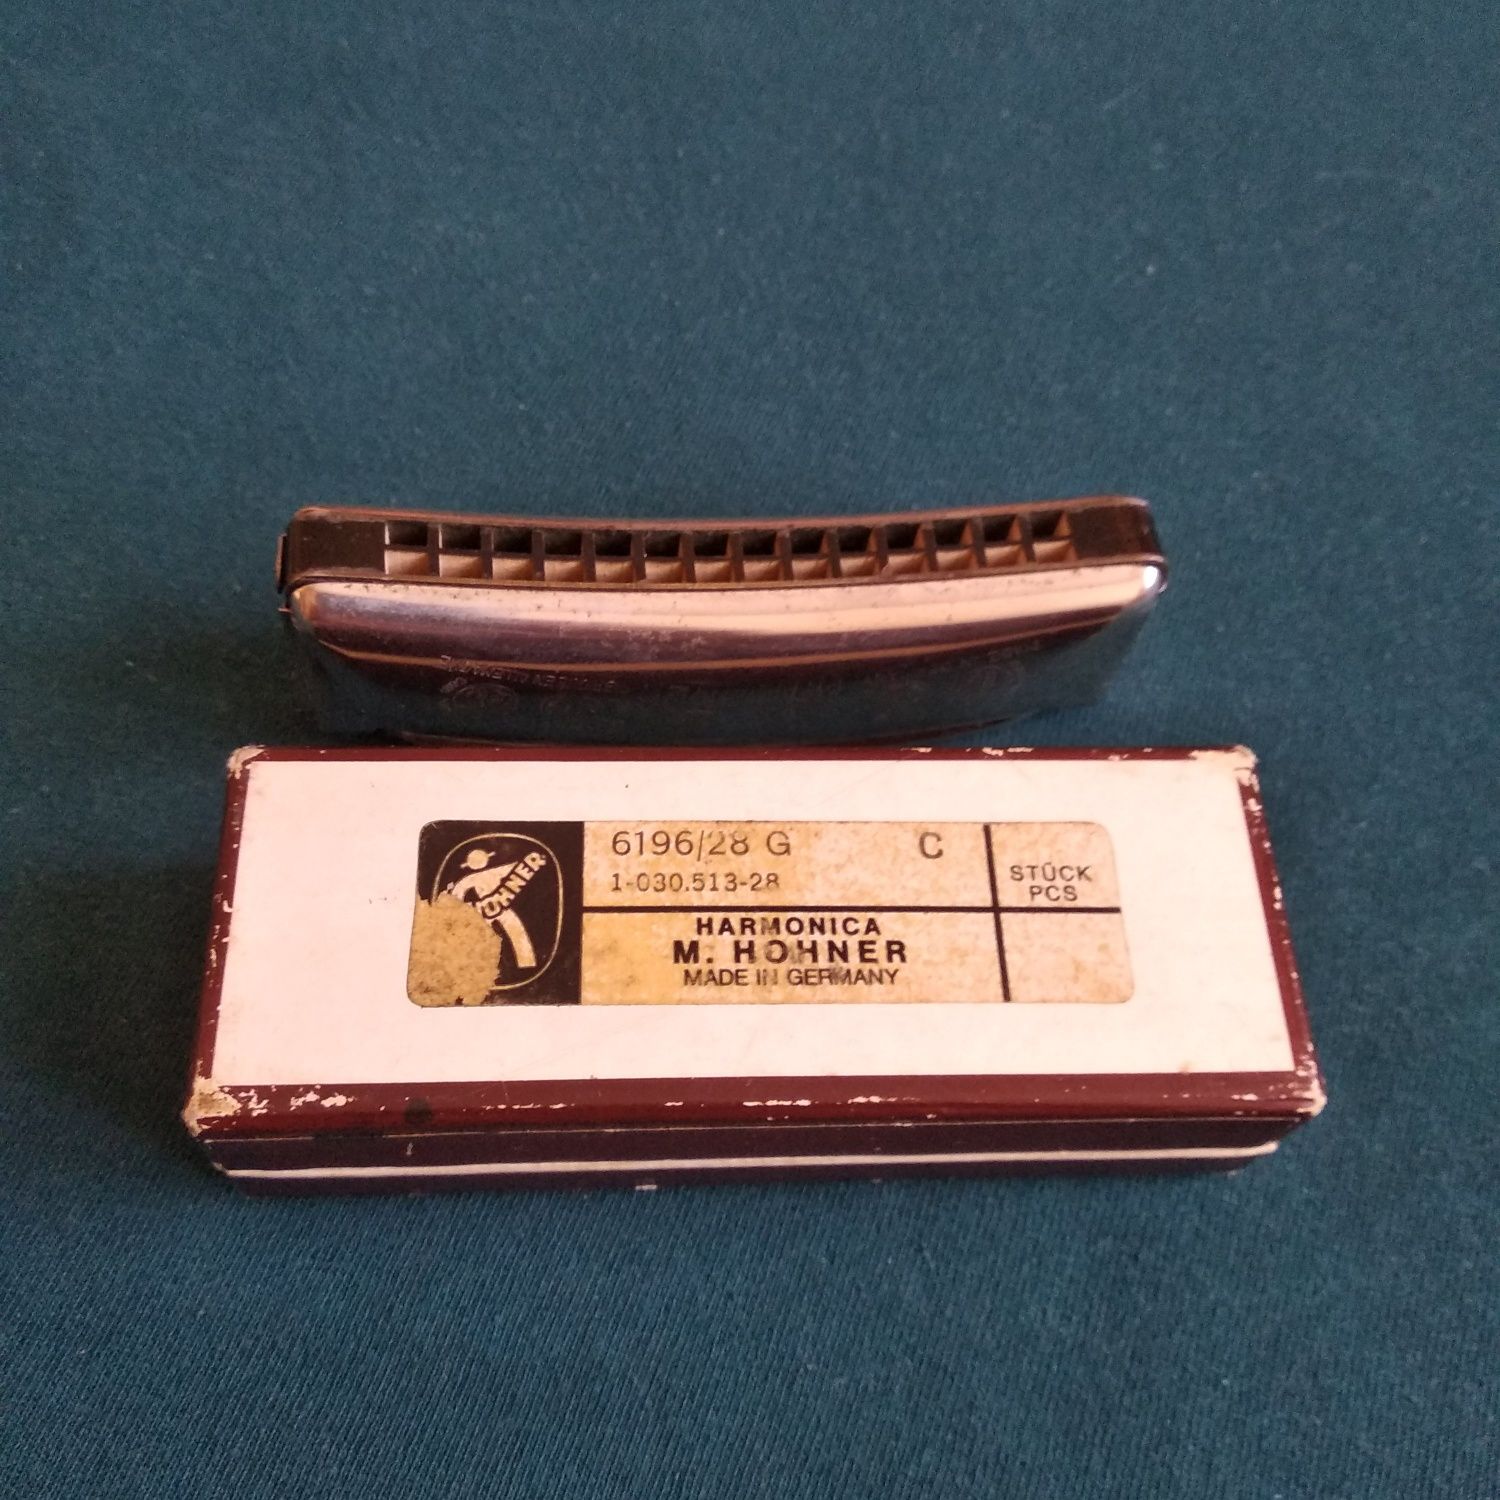 HOHNER
6196/28 G C
1-030.513-28
STÜCK
PCS
HARMONICA
M. HOHNER
MADE IN GERMANY